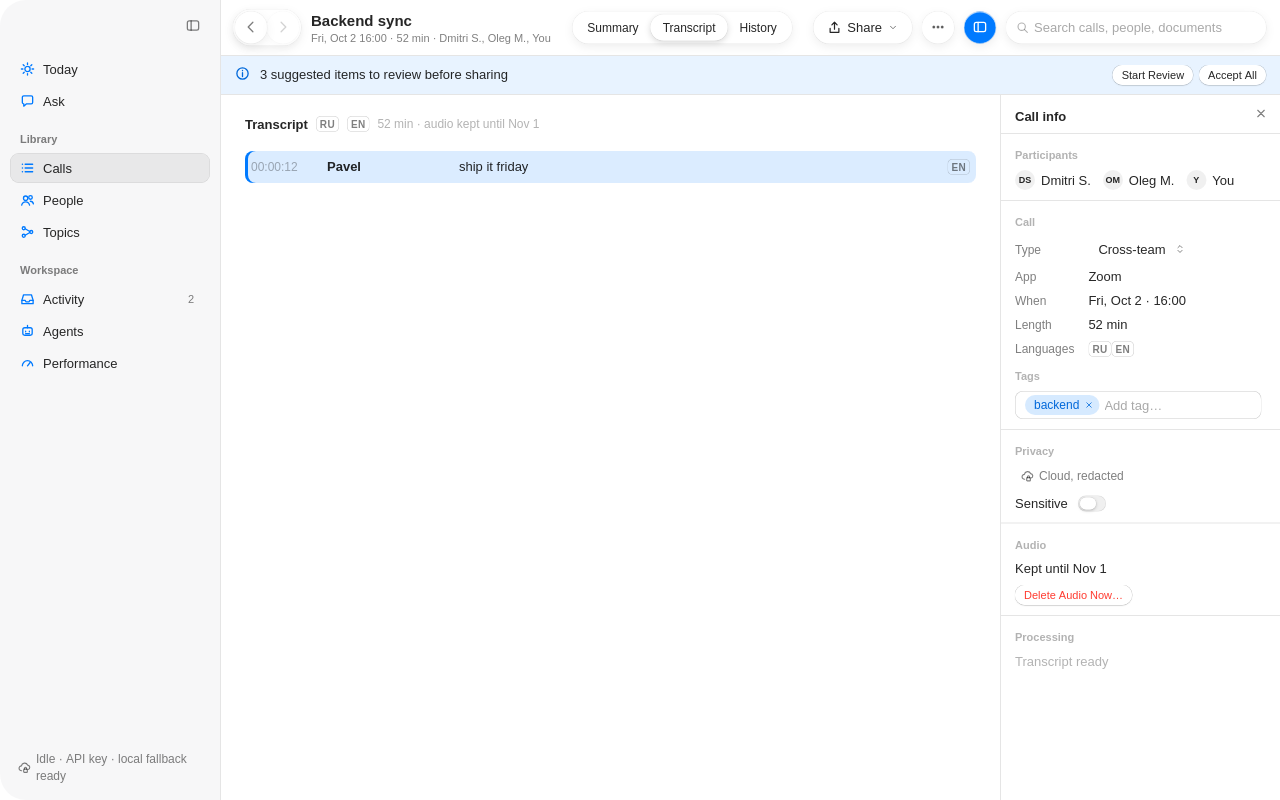 Backend sync
Fri, Oct 2 16:00 · 52 min · Dmitri S., Oleg M., You
Summary
Transcript
History
Share
Search calls, people, documents
Today
Ask
Library
Calls
People
Topics
Workspace
Activity 2
Agents
Performance
Idle · API key · local fallback
ready
3 suggested items to review before sharing
Start Review
Accept All
Transcript RU EN 52 min · audio kept until Nov 1
00:00:12 Pavel ship it friday EN
Call info
Participants
DS Dmitri S. OM Oleg M. Y You
Call
Type Cross-team
App Zoom
When Fri, Oct 2 · 16:00
Length 52 min
Languages RU EN
Tags
backend Add tag…
Privacy
Cloud, redacted
Sensitive
Audio
Kept until Nov 1
Delete Audio Now…
Processing
Transcript ready